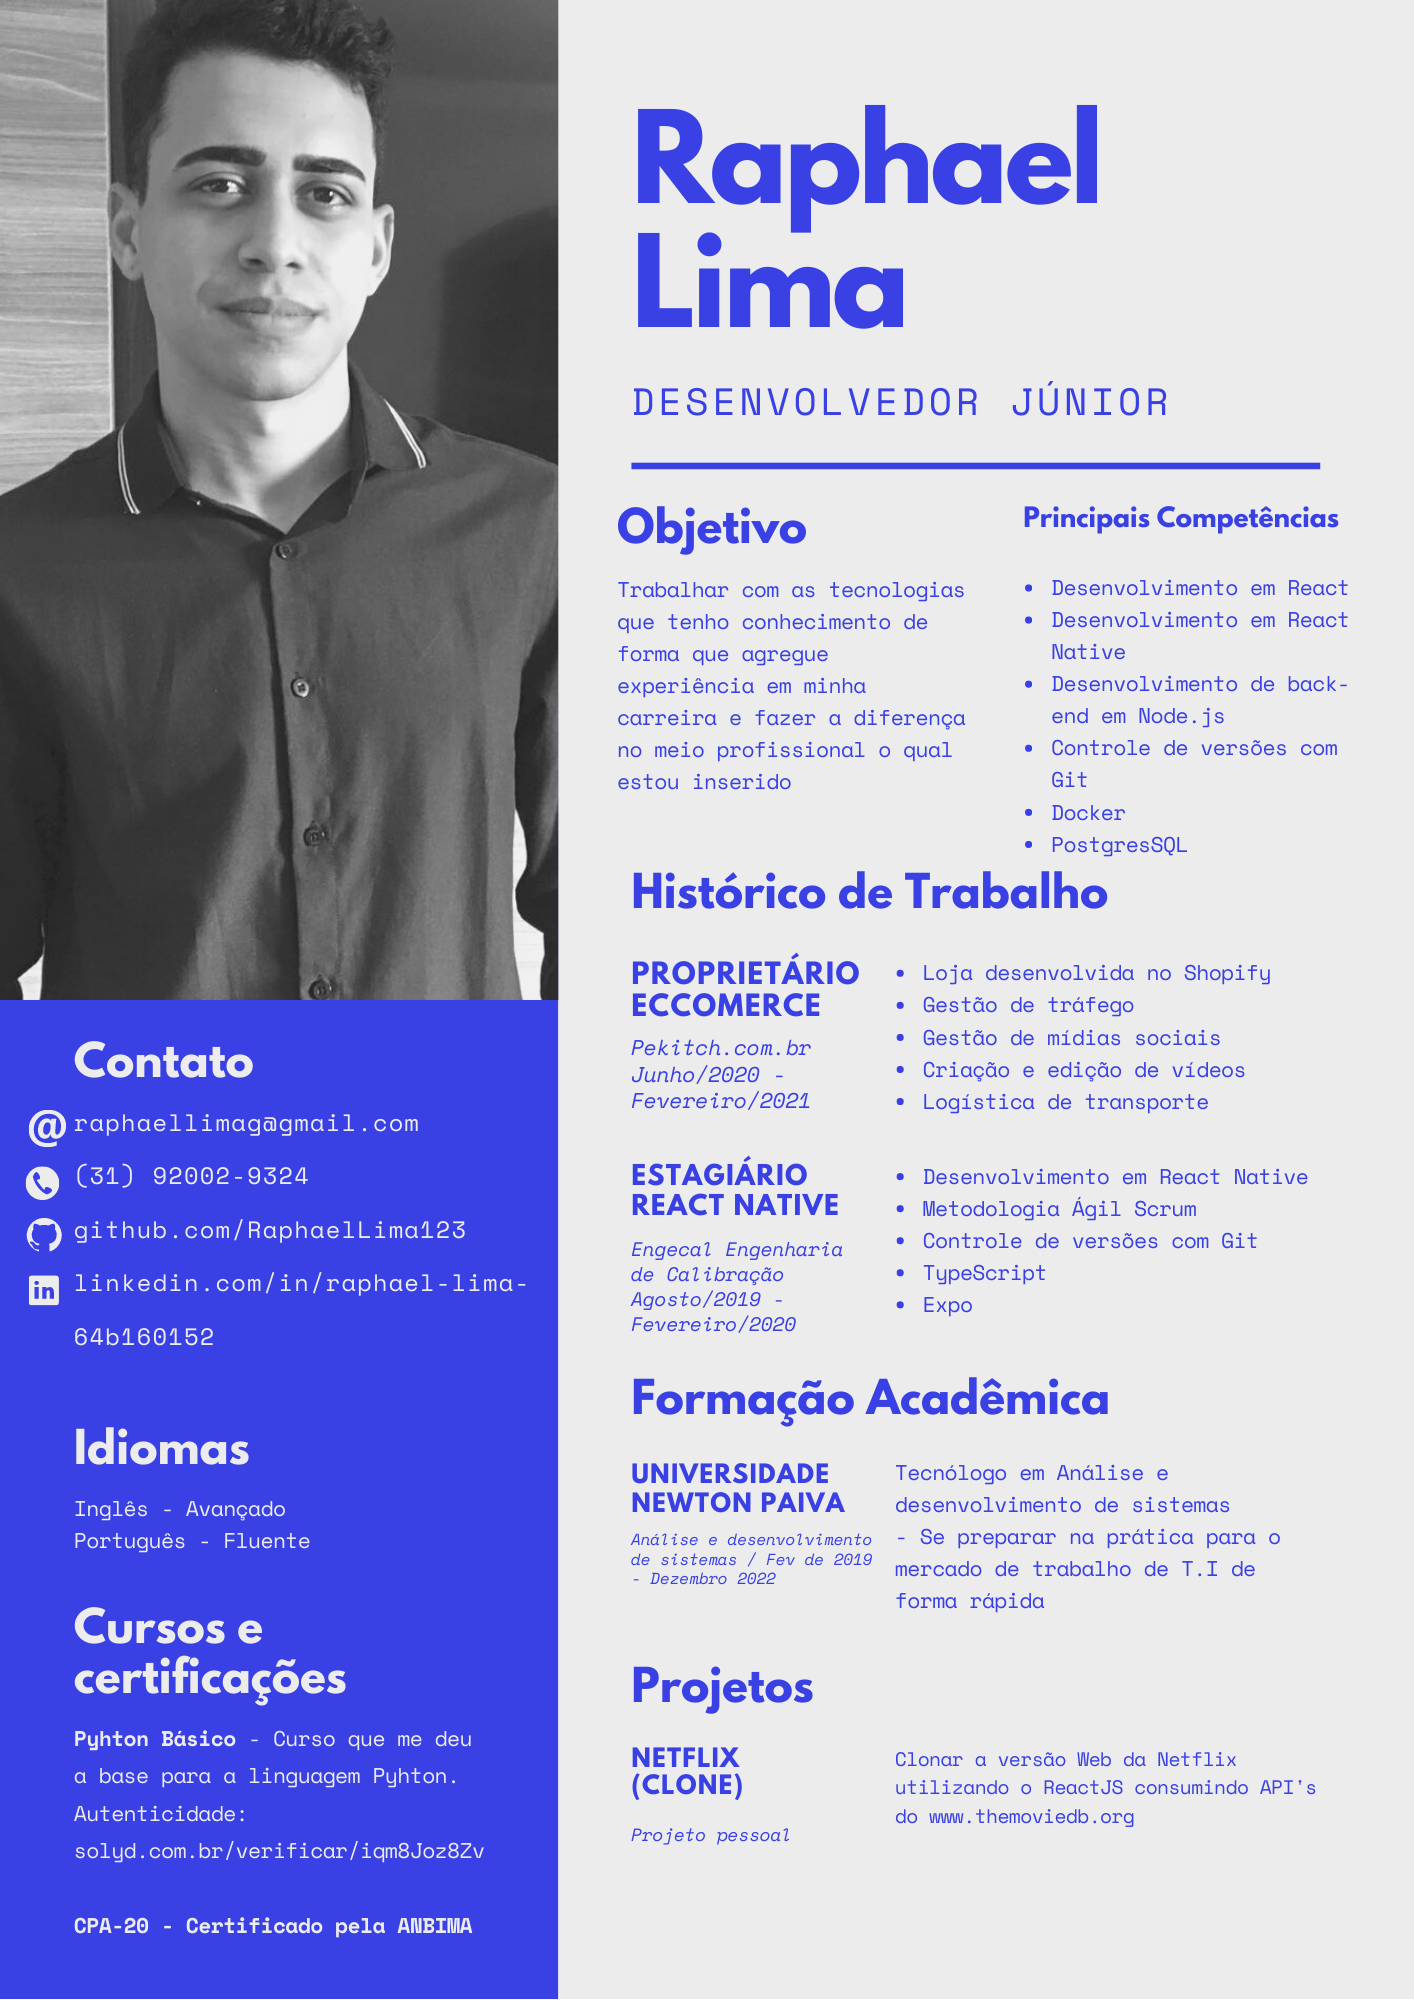 Raphael
Lima
DESENVOLVEDOR JÚNIOR
Objetivo
Trabalhar com as tecnologias
que tenho conhecimento de
forma que agregue
experiência em minha
carreira e fazer a diferença
no meio profissional o qual
estou inserido
Principais Competências
• Desenvolvimento em React
• Desenvolvimento em React
Native
• Desenvolvimento de back-
end em Node.js
• Controle de versões com
Git
• Docker
• PostgresSQL
Histórico de Trabalho
PROPRIETÁRIO
ECCOMERCE
Pekitch.com.br
Junho/2020 -
Fevereiro/2021
• Loja desenvolvida no Shopify
• Gestão de tráfego
• Gestão de mídias sociais
• Criação e edição de vídeos
• Logística de transporte
ESTAGIÁRIO
REACT NATIVE
Engecal Engenharia
de Calibração
Agosto/2019 -
Fevereiro/2020
• Desenvolvimento em React Native
• Metodologia Ágil Scrum
• Controle de versões com Git
• TypeScript
• Expo
Formação Acadêmica
UNIVERSIDADE
NEWTON PAIVA
Análise e desenvolvimento
de sistemas / Fev de 2019
- Dezembro 2022
Tecnólogo em Análise e
desenvolvimento de sistemas
- Se preparar na prática para o
mercado de trabalho de T.I de
forma rápida
Projetos
NETFLIX
(CLONE)
Projeto pessoal
Clonar a versão Web da Netflix
utilizando o ReactJS consumindo API's
do www.themoviedb.org
Contato
@ raphaellimag@gmail.com
(31) 92002-9324
github.com/RaphaelLima123
in linkedin.com/in/raphael-lima-
64b160152
Idiomas
Inglês - Avançado
Português - Fluente
Cursos e
certificações
Pyhton Básico - Curso que me deu
a base para a linguagem Pyhton.
Autenticidade:
solyd.com.br/verificar/iqm8Joz8Zv
CPA-20 - Certificado pela ANBIMA